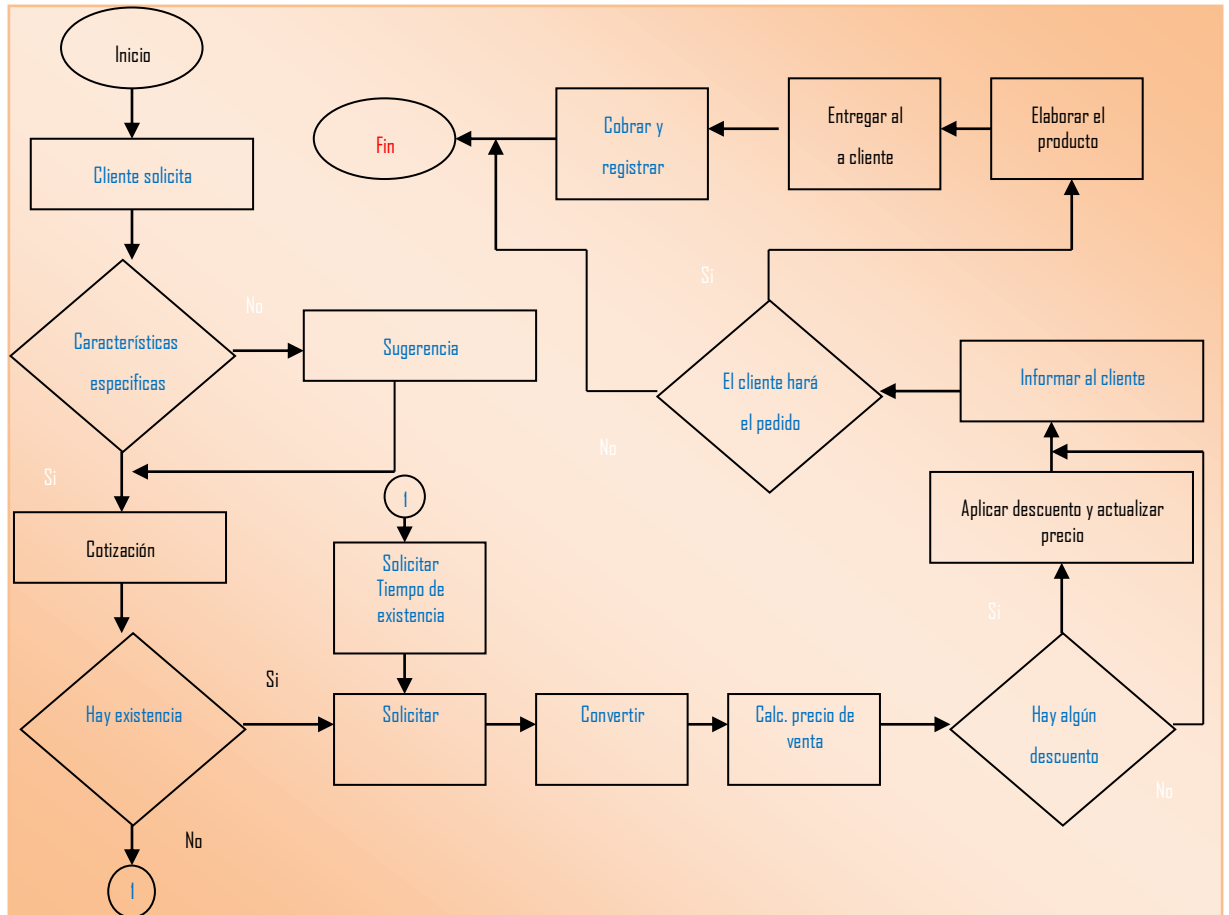 Inicio
Cliente solicita
Características
especificas
No
Sugerencia
Si
Cotización
1
Solicitar
Tiempo de
existencia
Hay existencia
Si
No
1
Solicitar
Convertir
Calc. precio de
venta
Hay algún
descuento
Si
No
Aplicar descuento y actualizar
precio
Informar al cliente
El cliente hará
el pedido
Si
No
Elaborar el
producto
Entregar al
a cliente
Cobrar y
registrar
Fin